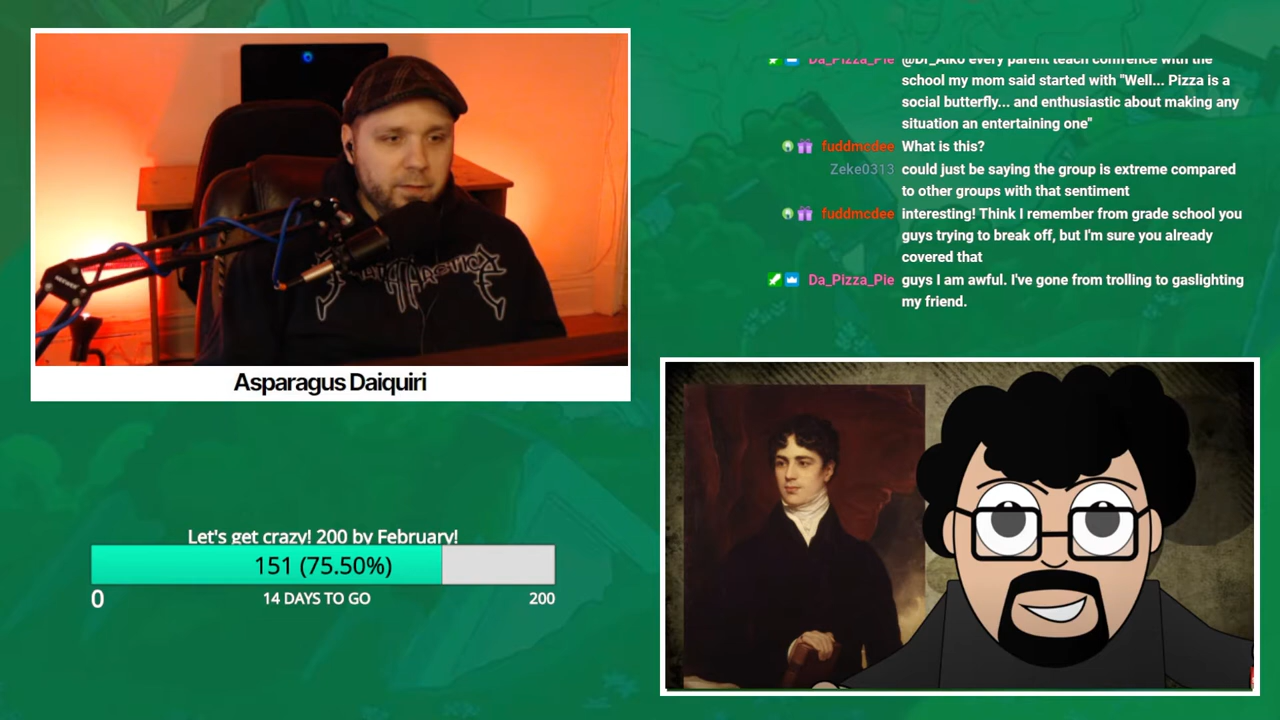 Da_Pizza_Pie @Dr_Aiko every parent teach confrence with the
school my mom said started with "Well... Pizza is a
social butterfly... and enthusiastic about making any
situation an entertaining one"
fuddmcdee What is this?
Zeke0313 could just be saying the group is extreme compared
to other groups with that sentiment
fuddmcdee interesting! Think I remember from grade school you
guys trying to break off, but I'm sure you already
covered that
Da_Pizza_Pie guys I am awful. I've gone from trolling to gaslighting
my friend.
Asparagus Daiquiri
Let's get crazy! 200 by February!
151 (75.50%)
0 14 DAYS TO GO 200